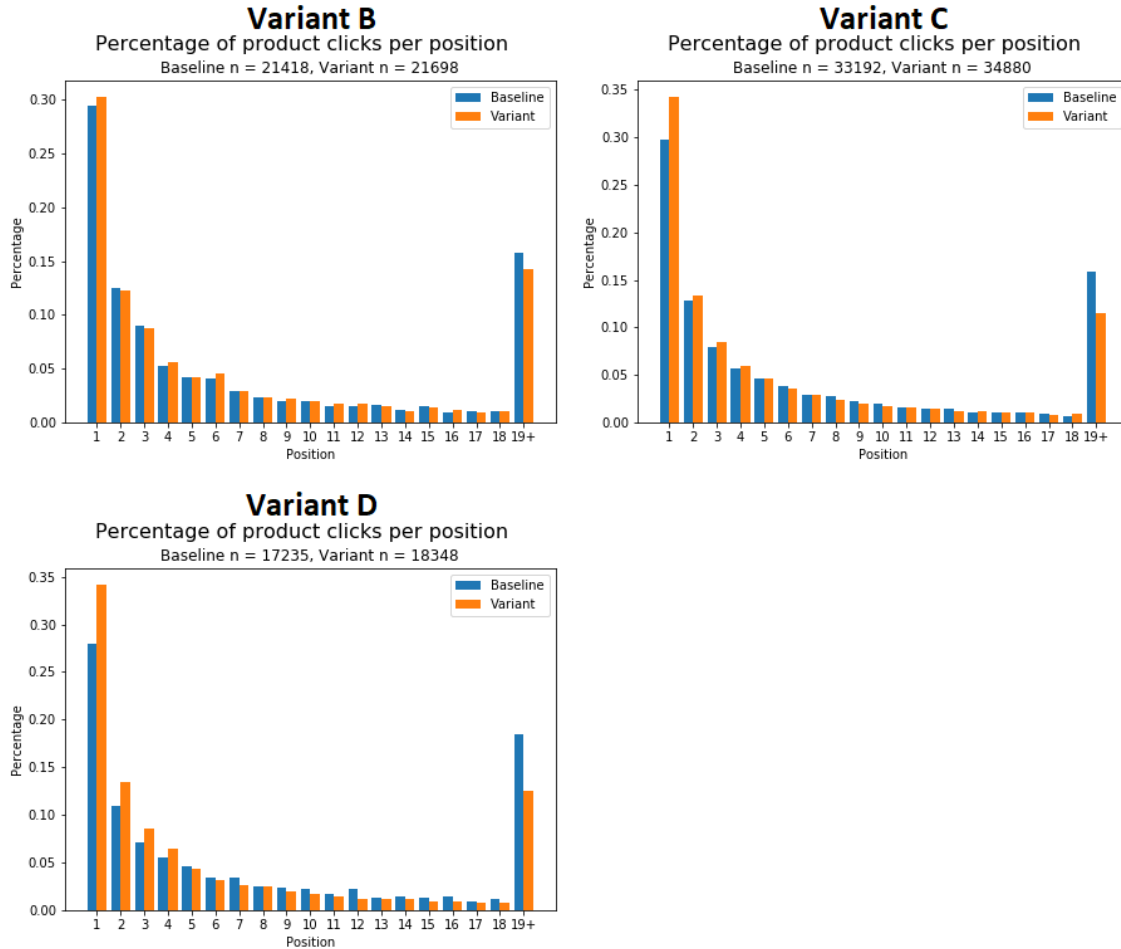 Variant B
Percentage of product clicks per position
Baseline n = 21418, Variant n = 21698
Baseline
Variant
0.30
0.25
0.20
0.15
0.10
0.05
0.00
Percentage
1 2 3 4 5 6 7 8 9 10 11 12 13 14 15 16 17 18 19+
Position
Variant C
Percentage of product clicks per position
Baseline n = 33192, Variant n = 34880
Baseline
Variant
0.35
0.30
0.25
0.20
0.15
0.10
0.05
0.00
Percentage
1 2 3 4 5 6 7 8 9 10 11 12 13 14 15 16 17 18 19+
Position
Variant D
Percentage of product clicks per position
Baseline n = 17235, Variant n = 18348
Baseline
Variant
0.35
0.30
0.25
0.20
0.15
0.10
0.05
0.00
Percentage
1 2 3 4 5 6 7 8 9 10 11 12 13 14 15 16 17 18 19+
Position